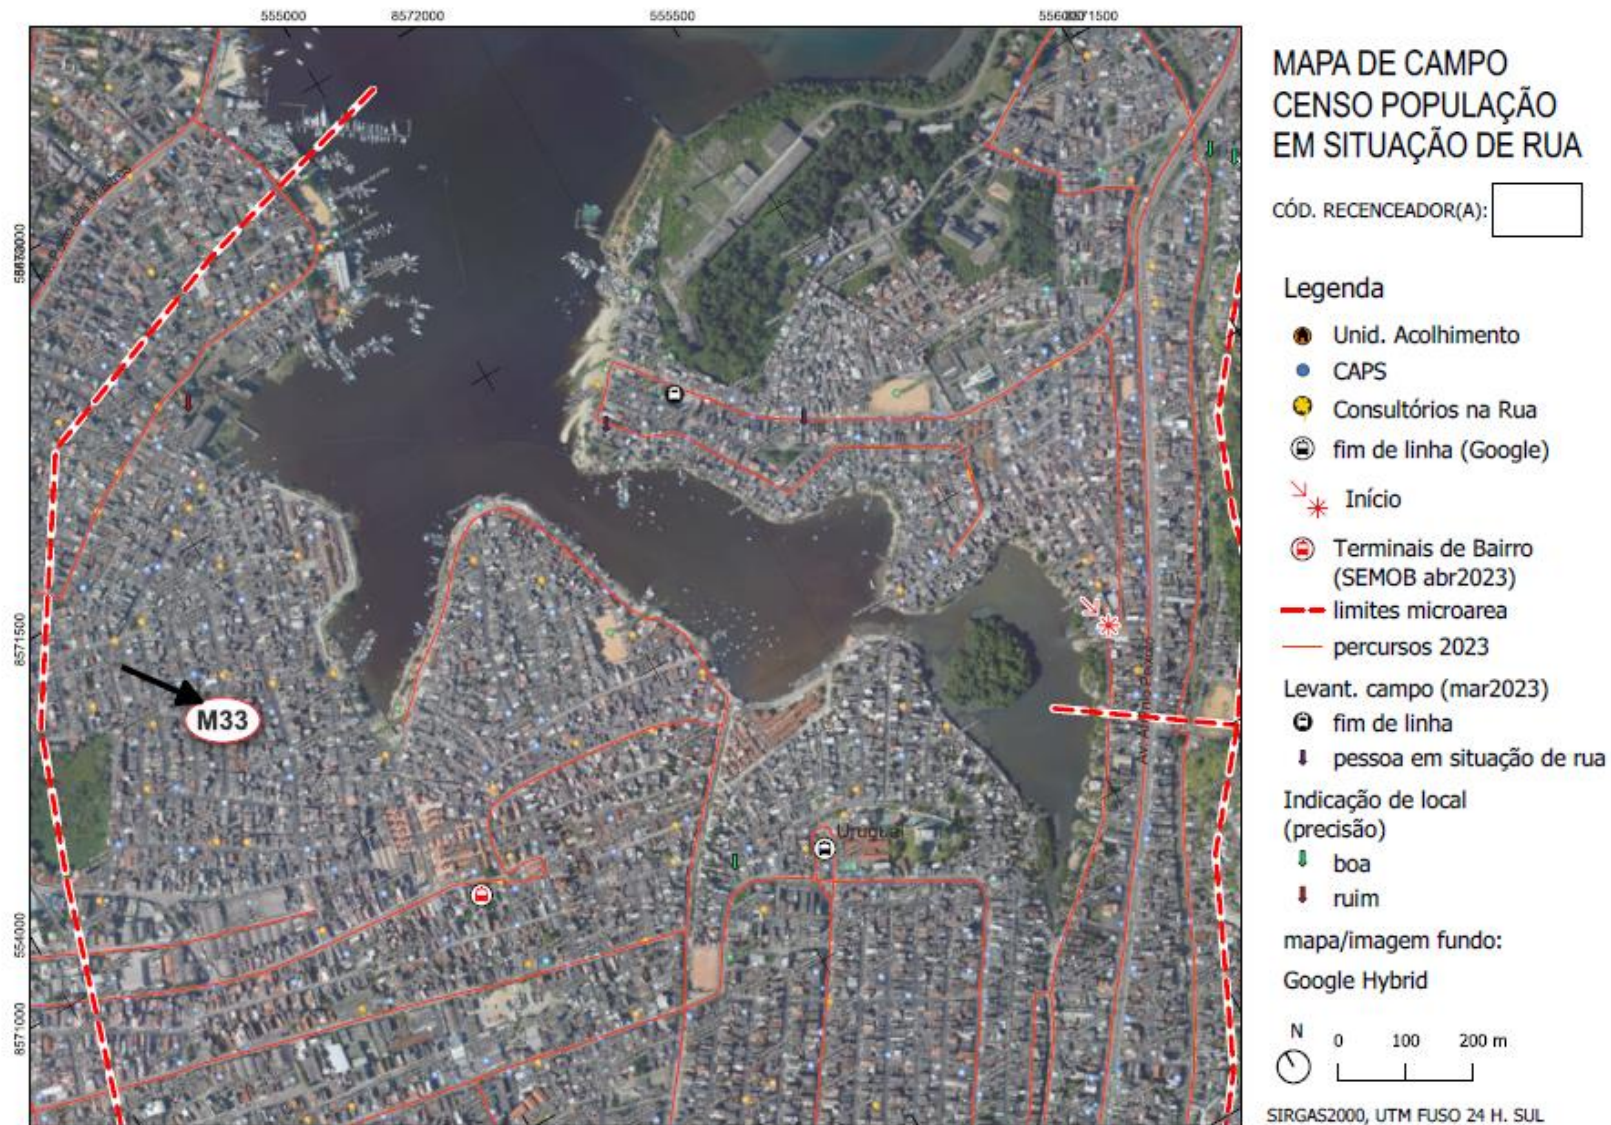 555000
8572000
555500
8571500
MAPA DE CAMPO
CENSO POPULAÇÃO
EM SITUAÇÃO DE RUA
CÓD. RECENCEADOR(A):
Legenda
Unid. Acolhimento
CAPS
Consultórios na Rua
fim de linha (Google)
Início
Terminais de Bairro
(SEMOB abr2023)
limites microarea
percursos 2023
Levant. campo (mar2023)
fim de linha
pessoa em situação de rua
Indicação de local
(precisão)
boa
ruim
mapa/imagem fundo:
Google Hybrid
N
0 100 200 m
SIRGAS2000, UTM FUSO 24 H. SUL
8571500
M33
Uruguai
554000
8571000